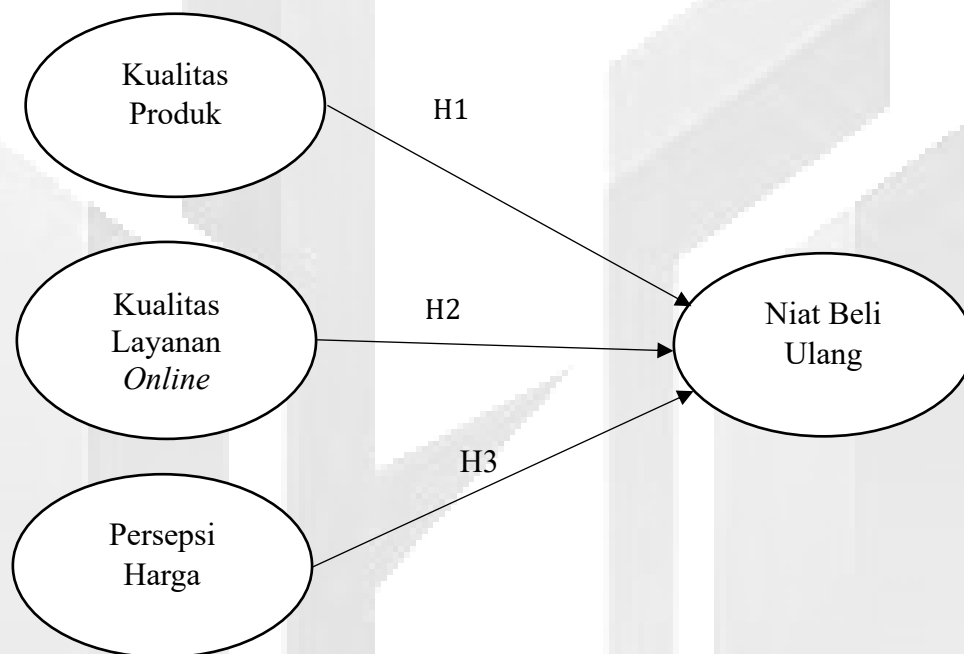 Kualitas
Produk
H1
Kualitas
Layanan
Online
H2
Niat Beli
Ulang
H3
Persepsi
Harga